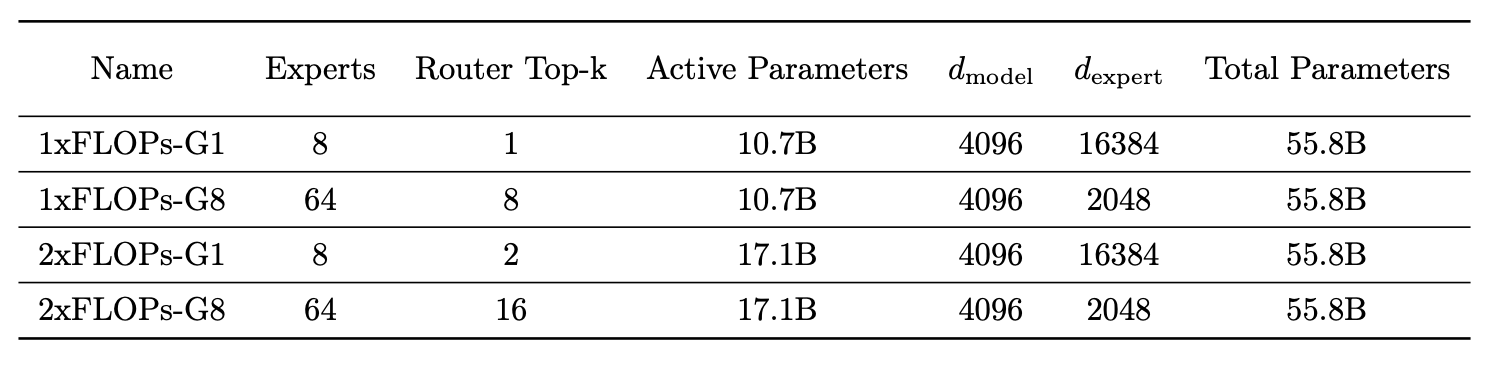 Name Experts Router Top-k Active Parameters d_model d_expert Total Parameters
1xFLOPs-G1 8 1 10.7B 4096 16384 55.8B
1xFLOPs-G8 64 8 10.7B 4096 2048 55.8B
2xFLOPs-G1 8 2 17.1B 4096 16384 55.8B
2xFLOPs-G8 64 16 17.1B 4096 2048 55.8B